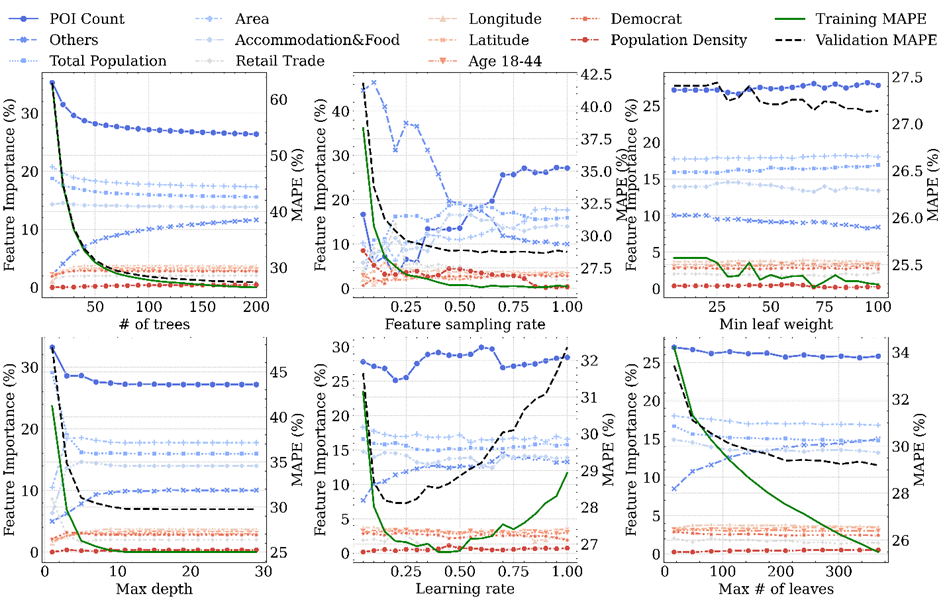 POI Count Area Longitude Democrat Training MAPE
Others Accommodation&Food Latitude Population Density Validation MAPE
Total Population Retail Trade Age 18-44
Feature Importance (%)
0 10 20 30
50 100 150 200
# of trees
30 40 50 60
MAPE (%)
Feature Importance (%)
0 10 20 30 40
0.25 0.50 0.75 1.00
Feature sampling rate
27.5 30.0 32.5 35.0 37.5 40.0 42.5
MAPE (%)
Feature Importance (%)
0 5 10 15 20 25
25 50 75 100
Min leaf weight
25.5 26.0 26.5 27.0 27.5
MAPE (%)
Feature Importance (%)
0 10 20 30
0 10 20 30
Max depth
25 30 35 40 45
MAPE (%)
Feature Importance (%)
0 5 10 15 20 25 30
0.25 0.50 0.75 1.00
Learning rate
27 28 29 30 31 32
MAPE (%)
Feature Importance (%)
0 5 10 15 20 25
0 100 200 300
Max # of leaves
26 28 30 32 34
MAPE (%)